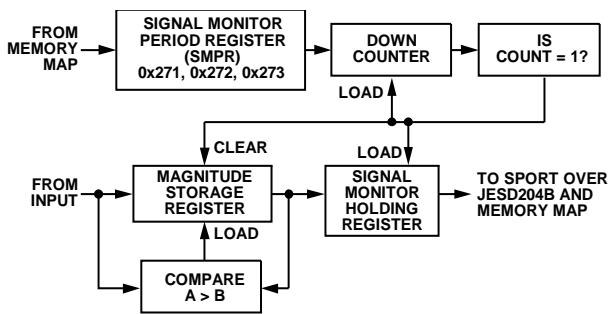 FROM
MEMORY
MAP
SIGNAL MONITOR
PERIOD REGISTER
(SMPR)
0x271, 0x272, 0x273
DOWN
COUNTER
IS
COUNT = 1?
LOAD
CLEAR
LOAD
FROM
INPUT
MAGNITUDE
STORAGE
REGISTER
SIGNAL
MONITOR
HOLDING
REGISTER
TO SPORT OVER
JESD204B AND
MEMORY MAP
LOAD
COMPARE
A > B